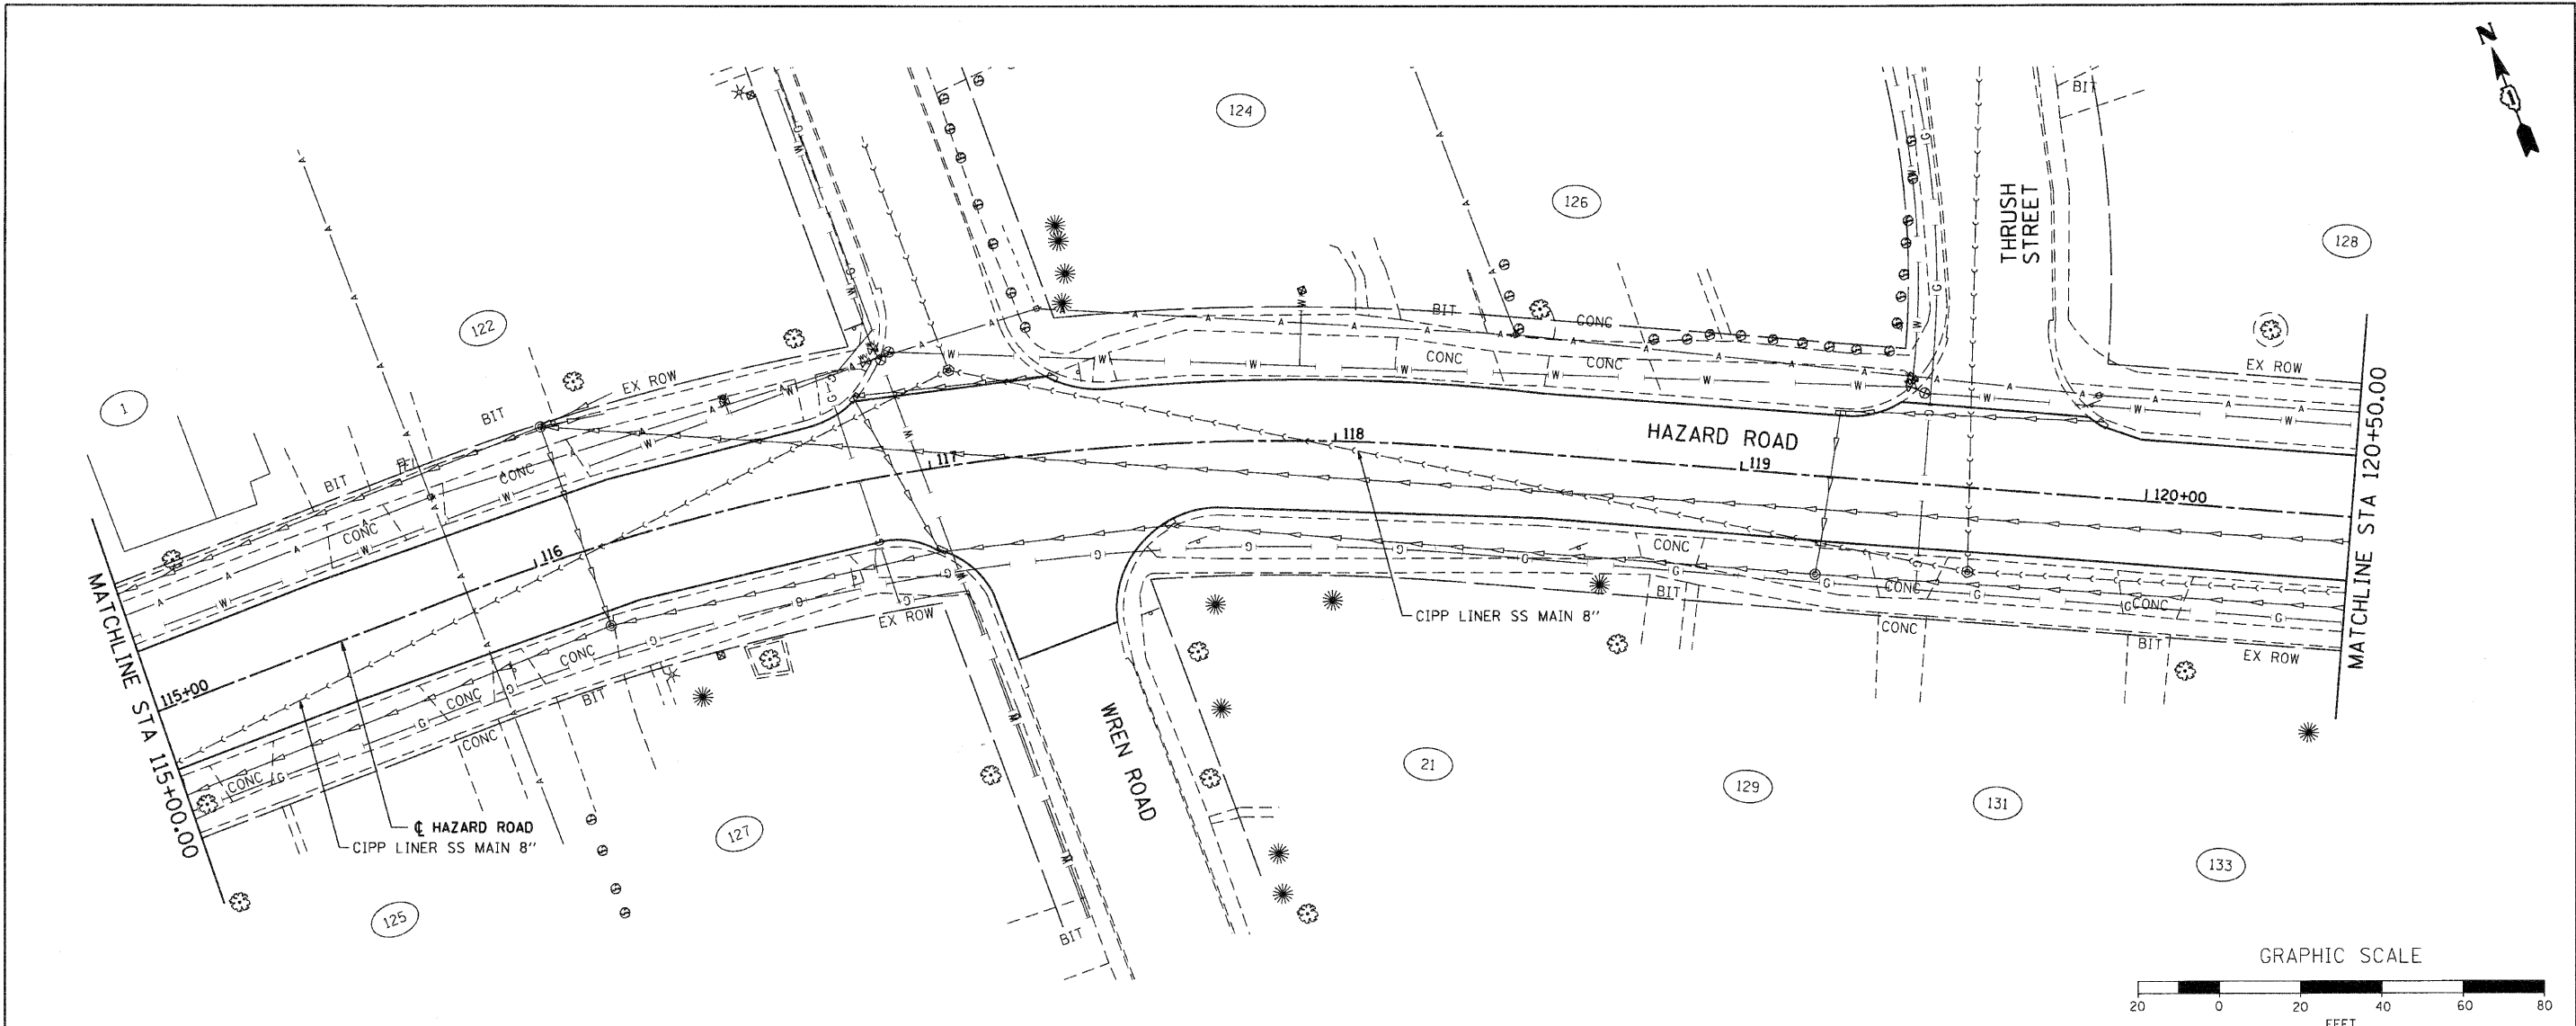 N
124
BIT
THRUSH
STREET
126
128
122
1
EX ROW
BIT
BIT
CONC
CONC
CONC
EX ROW
BIT
CONC
CONC
HAZARD ROAD
115+00
116
117
118
119
120+00
MATCHLINE STA 115+00.00
MATCHLINE STA 120+50.00
CONC
CONC
CONC
CONC
BIT
EX ROW
CONC
BIT
CONC
CONC
CONC
BIT
EX ROW
CIPP LINER SS MAIN 8''
℄ HAZARD ROAD
CIPP LINER SS MAIN 8''
WREN ROAD
BIT
125
127
21
129
131
133
GRAPHIC SCALE
20 0 20 40 60 80
FEET